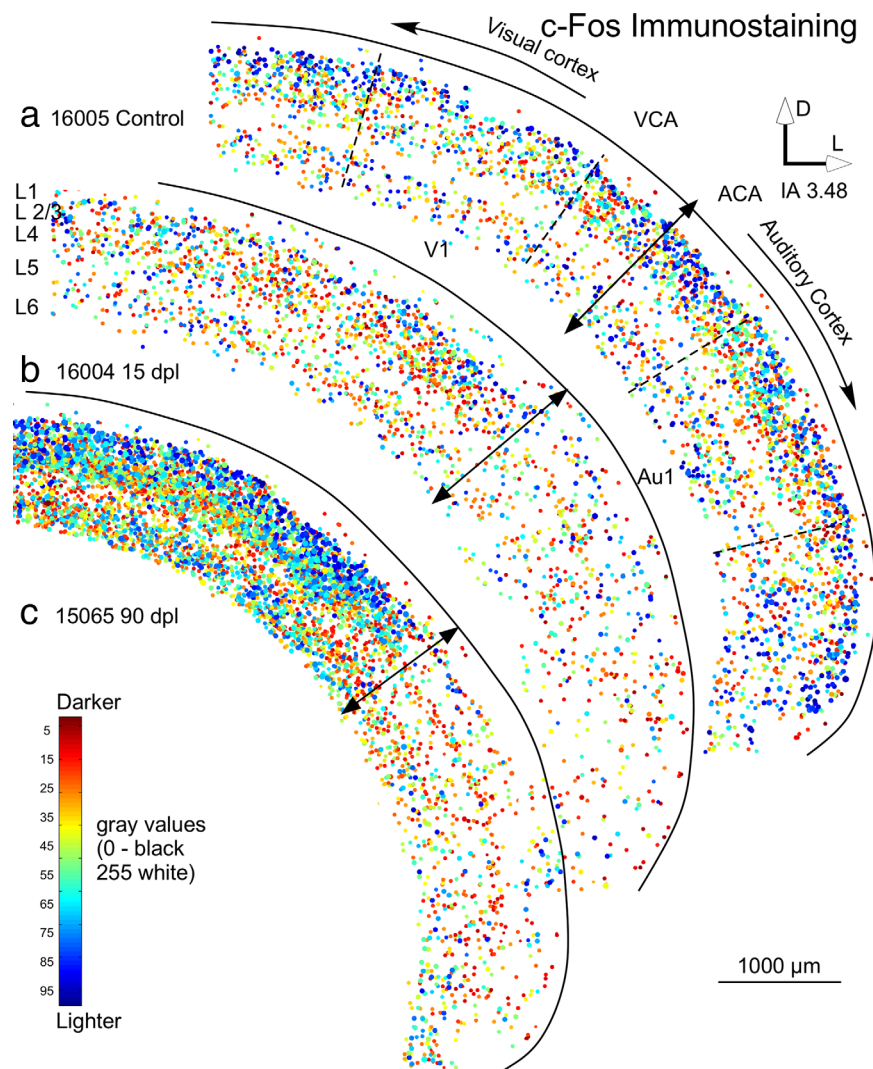 c-Fos Immunostaining
Visual cortex
a 16005 Control
VCA
D
L
ACA
IA 3.48
L1
L 2/3
L4
L5
L6
V1
Auditory Cortex
b 16004 15 dpl
Au1
c 15065 90 dpl
Darker
5
15
25
35
45
55
65
75
85
95
Lighter
gray values
(0 - black
255 white)
1000 µm